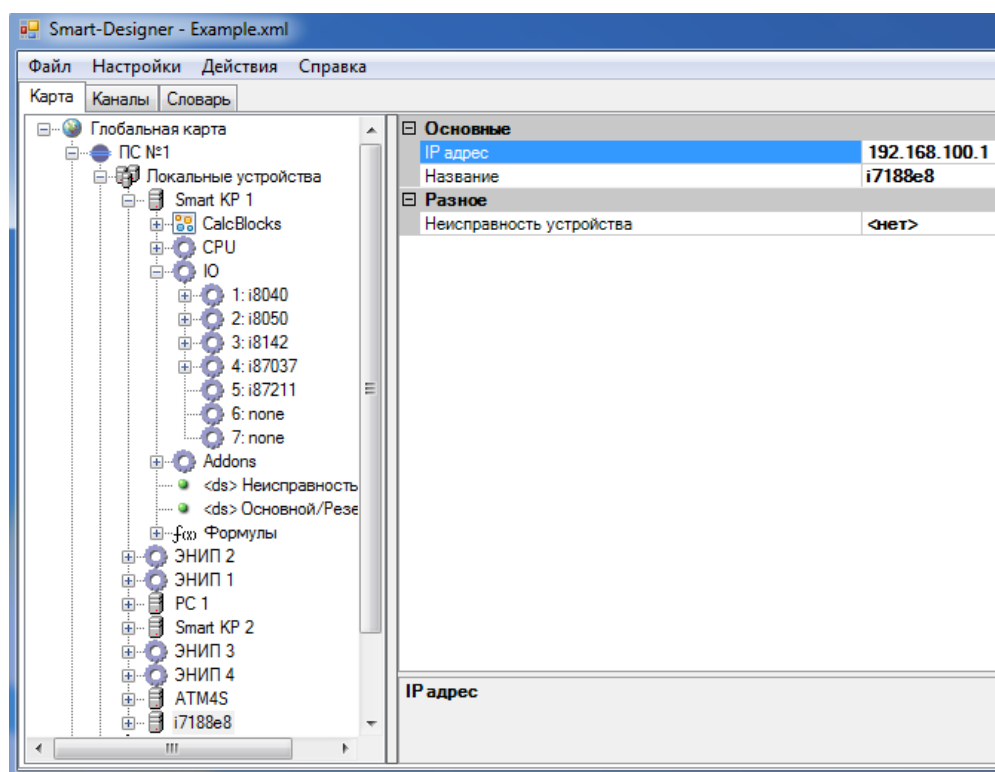 Smart-Designer - Example.xml
Файл Настройки Действия Справка
Карта Каналы Словарь
Глобальная карта
ПС №1
Локальные устройства
Smart КР 1
CalcBlocks
CPU
IO
1: i8040
2: i8050
3: i8142
4: i87037
5: i87211
6: none
7: none
Addons
<ds> Неисправность
<ds> Основной/Резе
f(x) Формулы
ЭНИП 2
ЭНИП 1
PC 1
Smart КР 2
ЭНИП 3
ЭНИП 4
ATM4S
i7188e8
Основные
IP адрес 192.168.100.1
Название i7188e8
Разное
Неисправность устройства <нет>
IP адрес